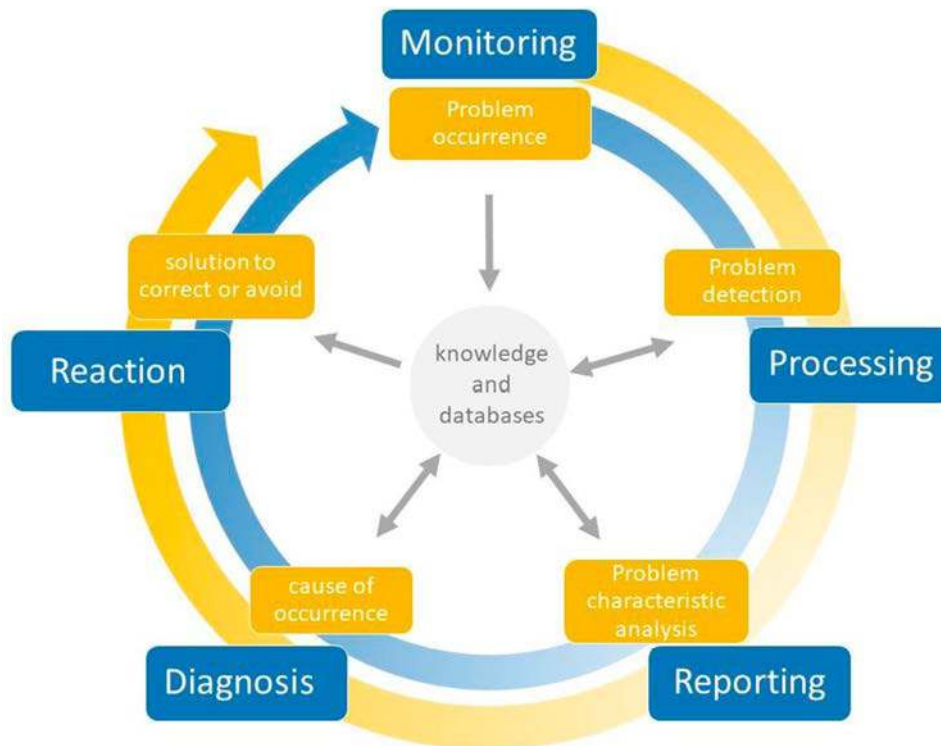 Monitoring
Problem
occurrence
Problem
detection
Processing
Problem
characteristic
analysis
Reporting
cause of
occurrence
Diagnosis
solution to
correct or avoid
Reaction
knowledge
and
databases